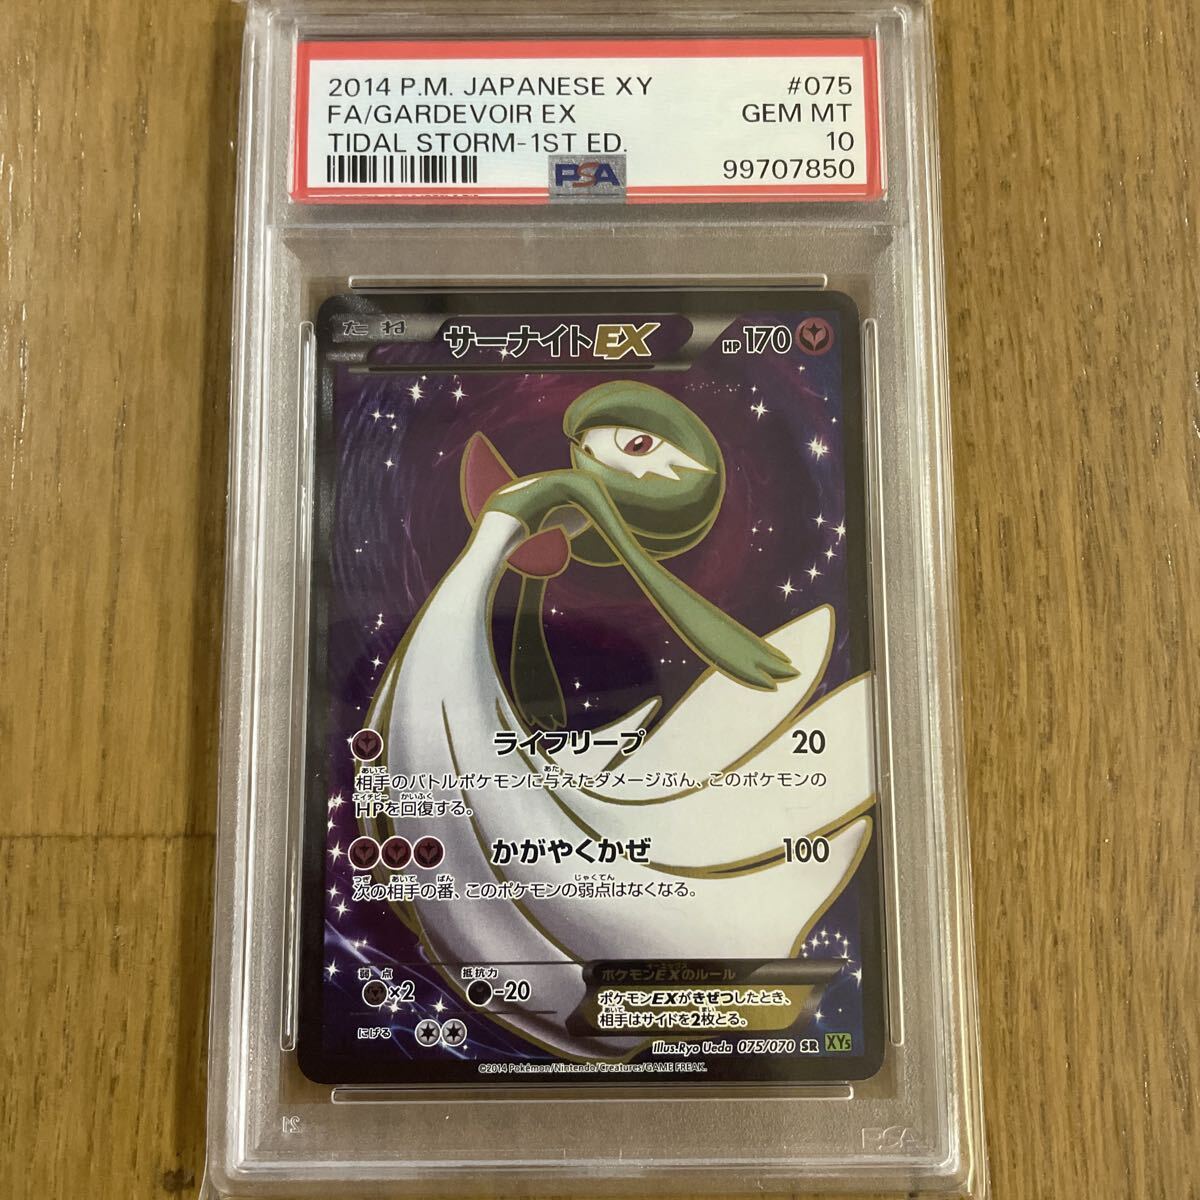 2014 P.M. JAPANESE XY #075
FA/GARDEVOIR EX GEM MT
TIDAL STORM-1ST ED. 10
PSA 99707850
たね サーナイトEX HP170
ライフリープ 20
相手のバトルポケモンに与えたダメージぶん、このポケモンの
HPを回復する。
かがやくかぜ 100
次の相手の番、このポケモンの弱点はなくなる。
弱点 抵抗力
×2 -20
にげる
ポケモンEXのルール
ポケモンEXがきぜつしたとき、
相手はサイドを2枚とる。
Illus.Ryo Ueda 075/070 SR XY5
©2014 Pokémon/Nintendo/Creatures/GAME FREAK.
PSA